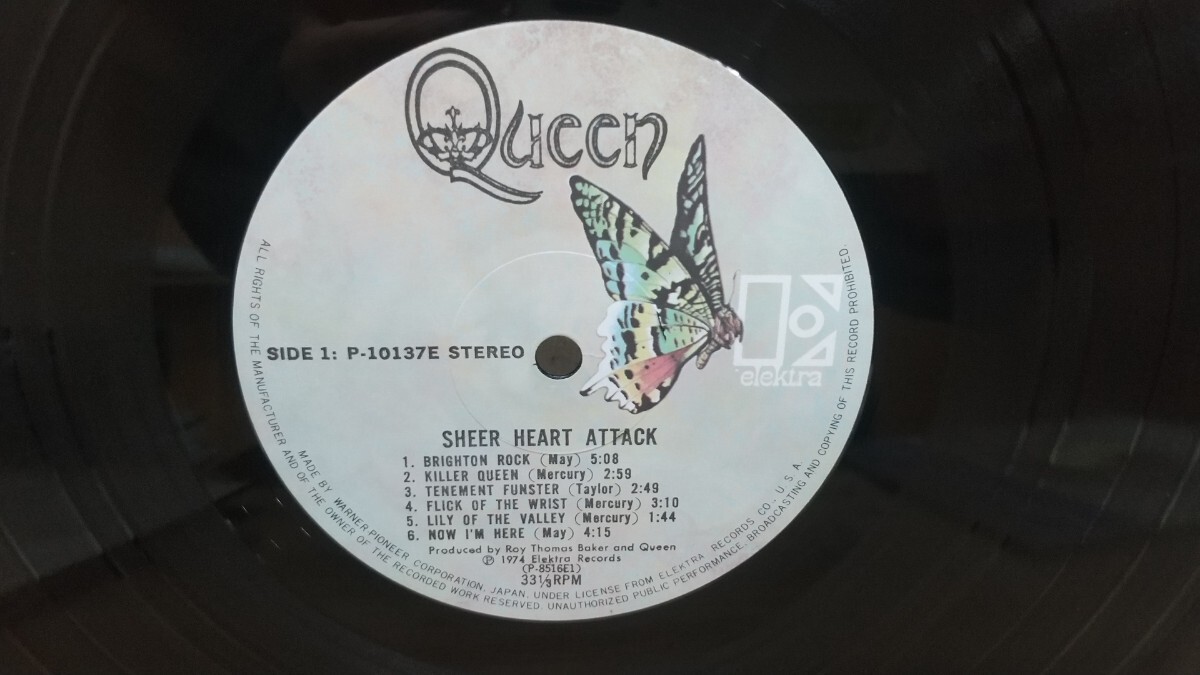 Queen
elektra
SIDE 1: P-10137E STEREO
SHEER HEART ATTACK
1. BRIGHTON ROCK (May) 5:08
2. KILLER QUEEN (Mercury) 2:59
3. TENEMENT FUNSTER (Taylor) 2:49
4. FLICK OF THE WRIST (Mercury) 3:10
5. LILY OF THE VALLEY (Mercury) 1:44
6. NOW I'M HERE (May) 4:15
Produced by Roy Thomas Baker and Queen
Ⓟ 1974 Elektra Records
(P-8516E1)
33⅓RPM
ALL RIGHTS OF THE MANUFACTURER AND OF THE OWNER OF THE RECORDED WORK RESERVED. UNAUTHORIZED PUBLIC PERFORMANCE, BROADCASTING AND COPYING OF THIS RECORD PROHIBITED.
MADE BY WARNER-PIONEER CORPORATION, JAPAN, UNDER LICENSE FROM ELEKTRA RECORDS CO., U.S.A